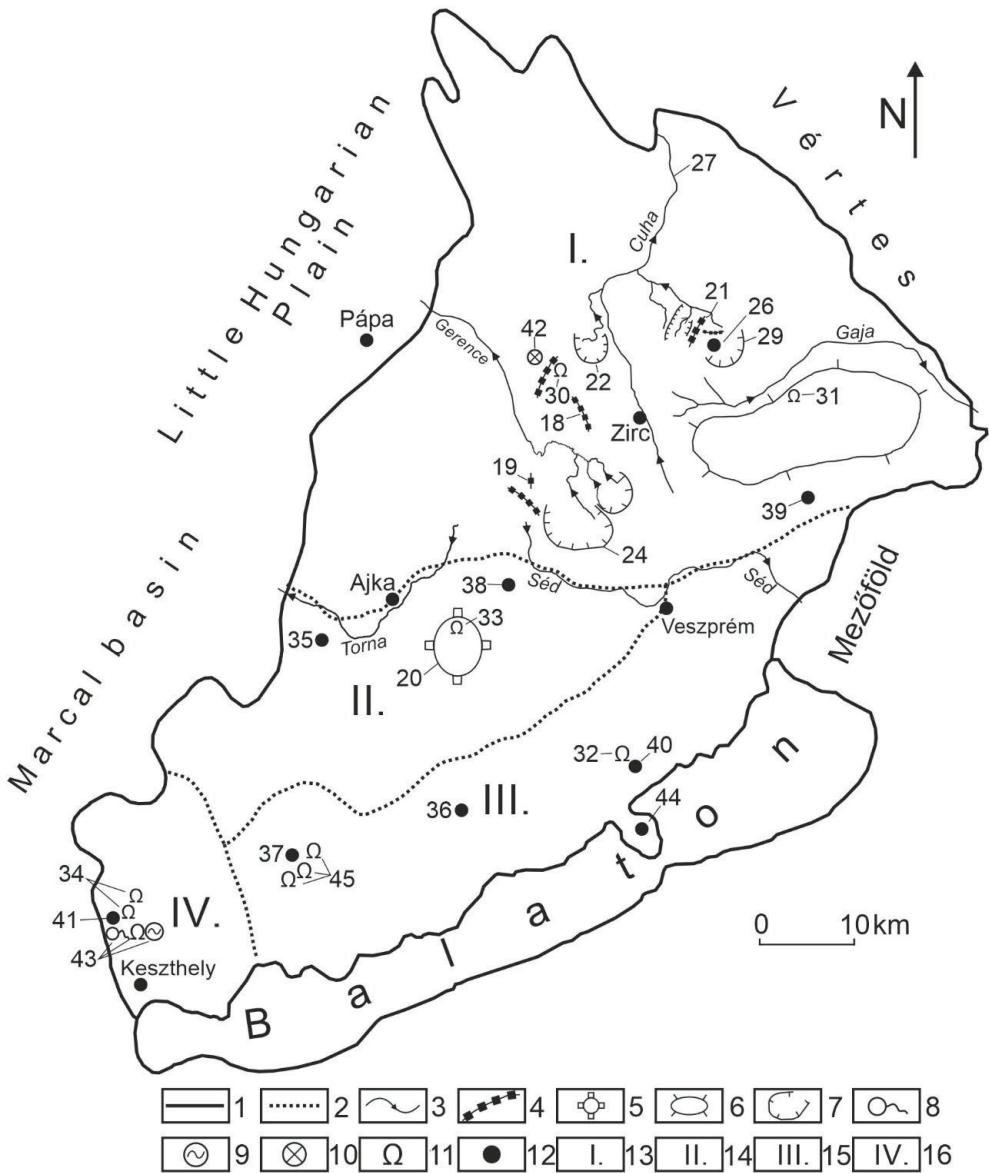 N
Vértes
Little Hungarian
Plain
27
Cuha
I.
21
26
29
Gaja
Pápa
Gerence
42
22
30
31
18
Zirc
19
39
24
Ajka
38
Séd
Séd
Mezőföld
Marcal basin
Veszprém
35
Torna
33
20
II.
32
40
44
III.
36
37
45
34
41
IV.
43
Keszthely
0 10 km
Balaton
1 2 3 4 5 6 7 8
9 10 11 12 I. 13 II. 14 III. 15 IV. 16